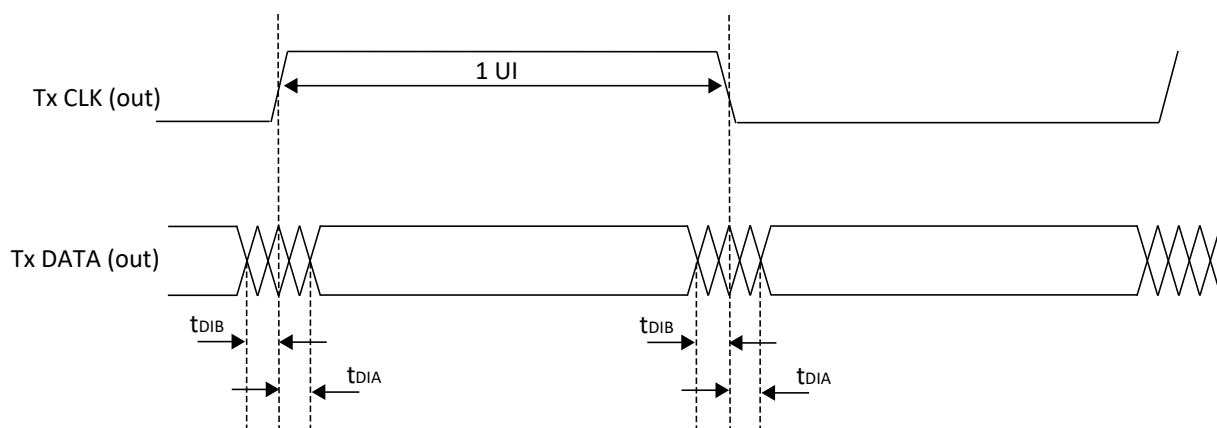 1 UI
Tx CLK (out)
Tx DATA (out)
tDIB
tDIB
tDIA
tDIA